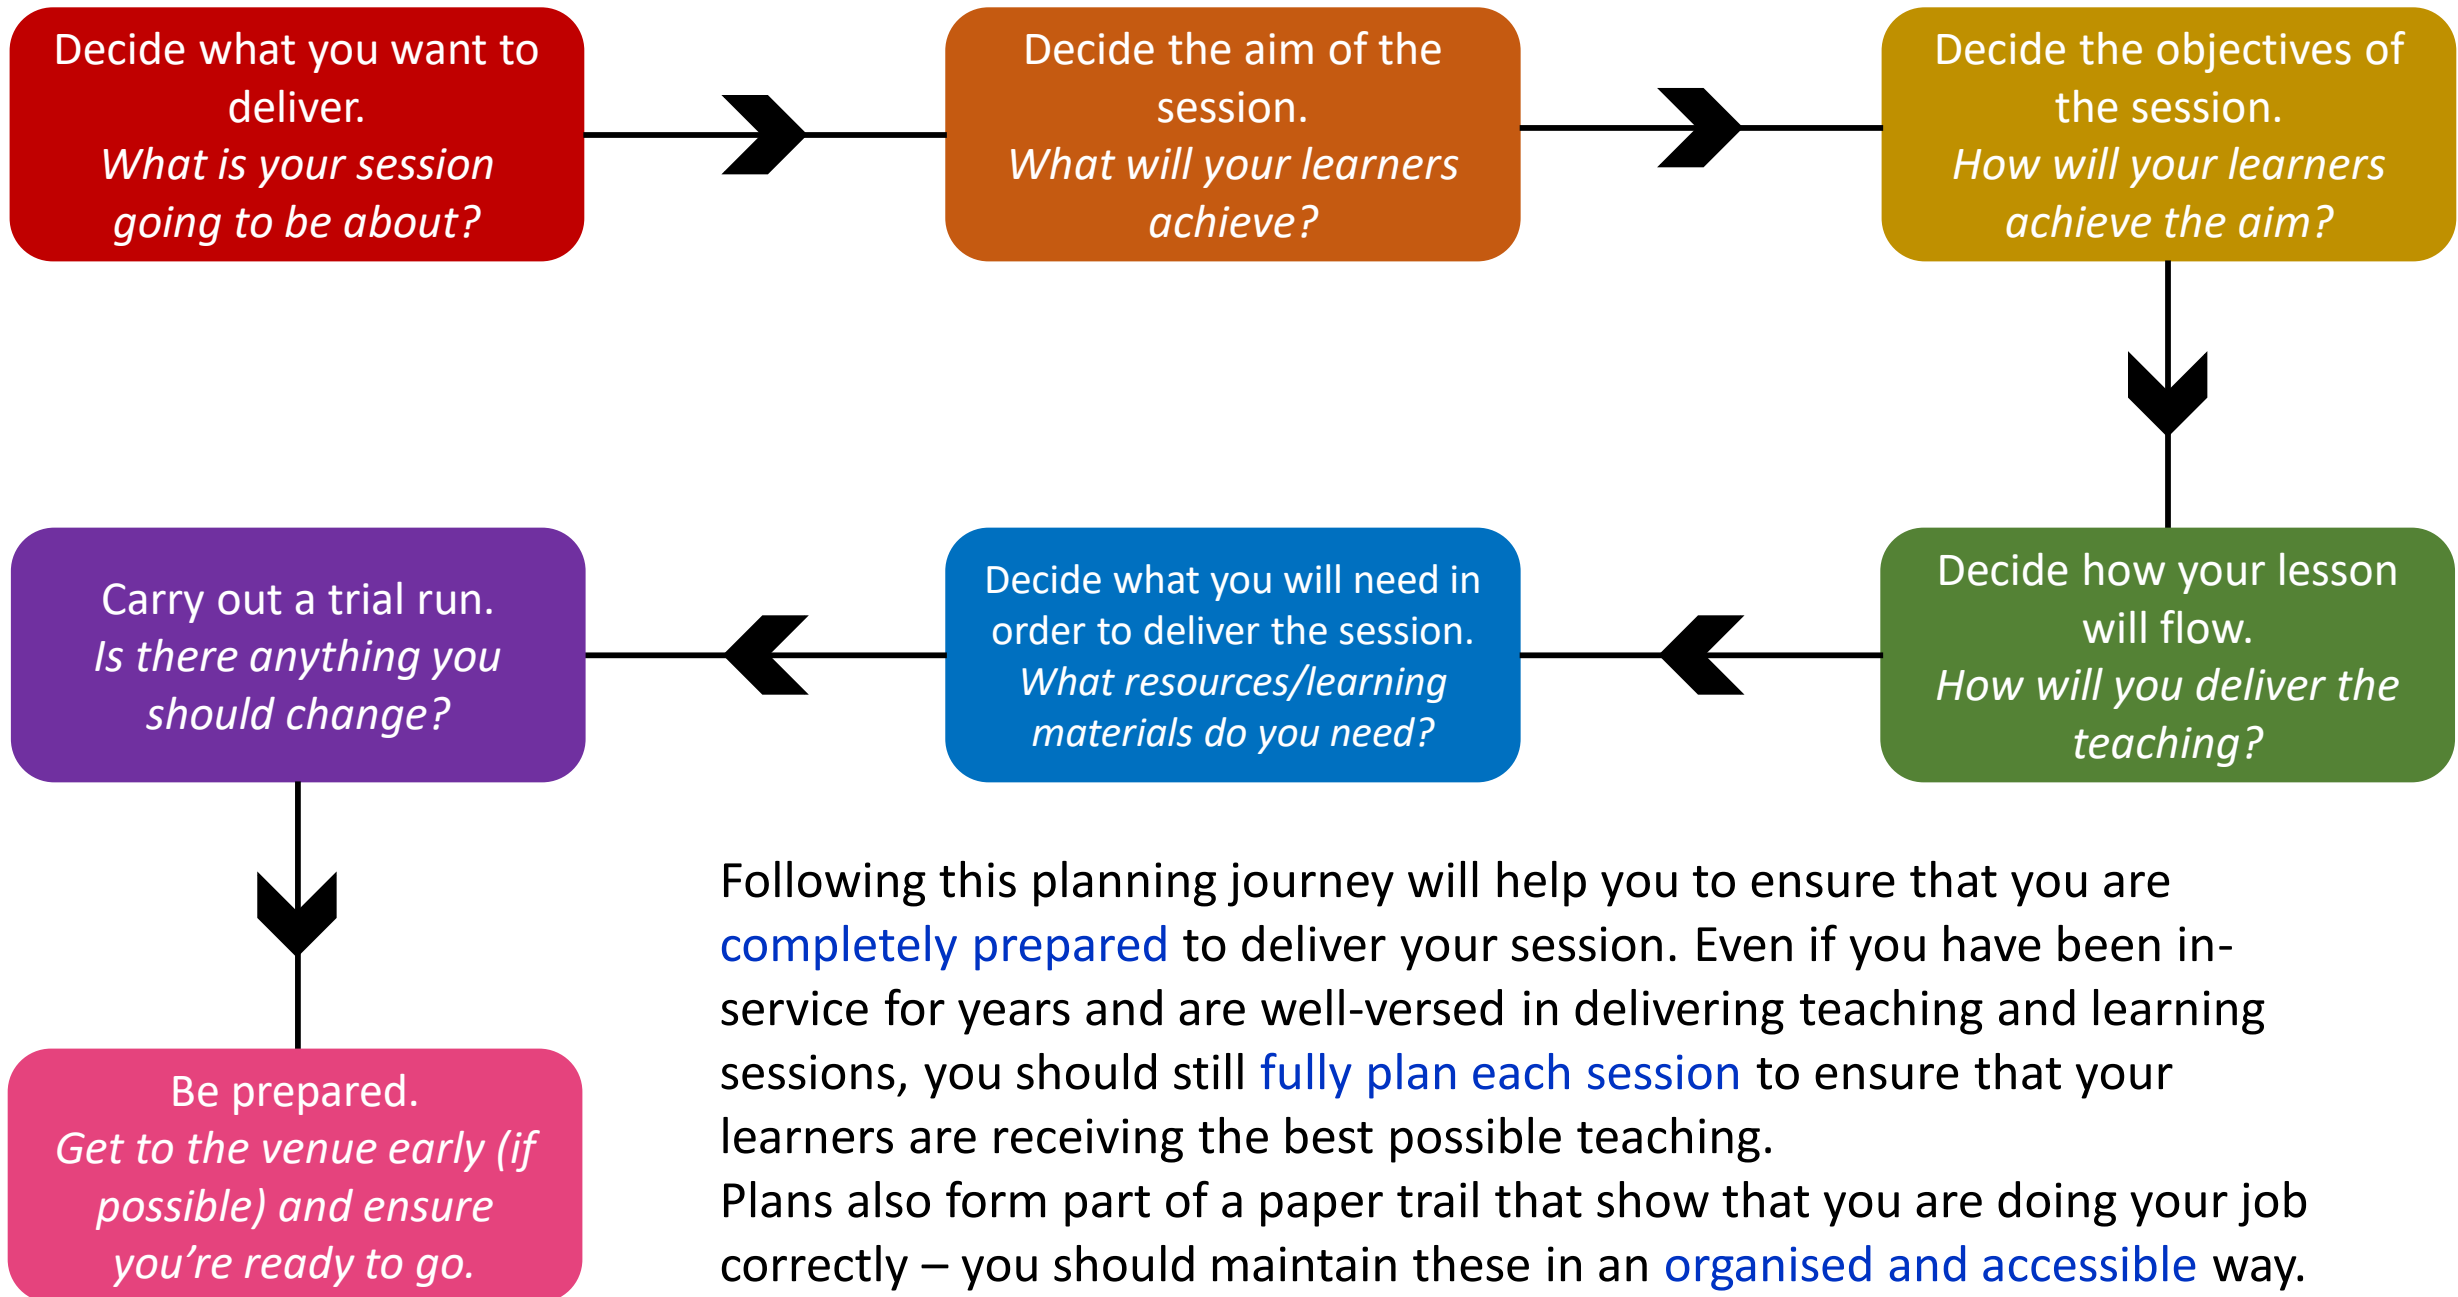 Decide what you want to
deliver.
What is your session
going to be about?
Decide the aim of the
session.
What will your learners
achieve?
Decide the objectives of
the session.
How will your learners
achieve the aim?
Decide how your lesson
will flow.
How will you deliver the
teaching?
Decide what you will need in
order to deliver the session.
What resources/learning
materials do you need?
Carry out a trial run.
Is there anything you
should change?
Be prepared.
Get to the venue early (if
possible) and ensure
you’re ready to go.
Following this planning journey will help you to ensure that you are
completely prepared to deliver your session. Even if you have been in-
service for years and are well-versed in delivering teaching and learning
sessions, you should still fully plan each session to ensure that your
learners are receiving the best possible teaching.
Plans also form part of a paper trail that show that you are doing your job
correctly – you should maintain these in an organised and accessible way.